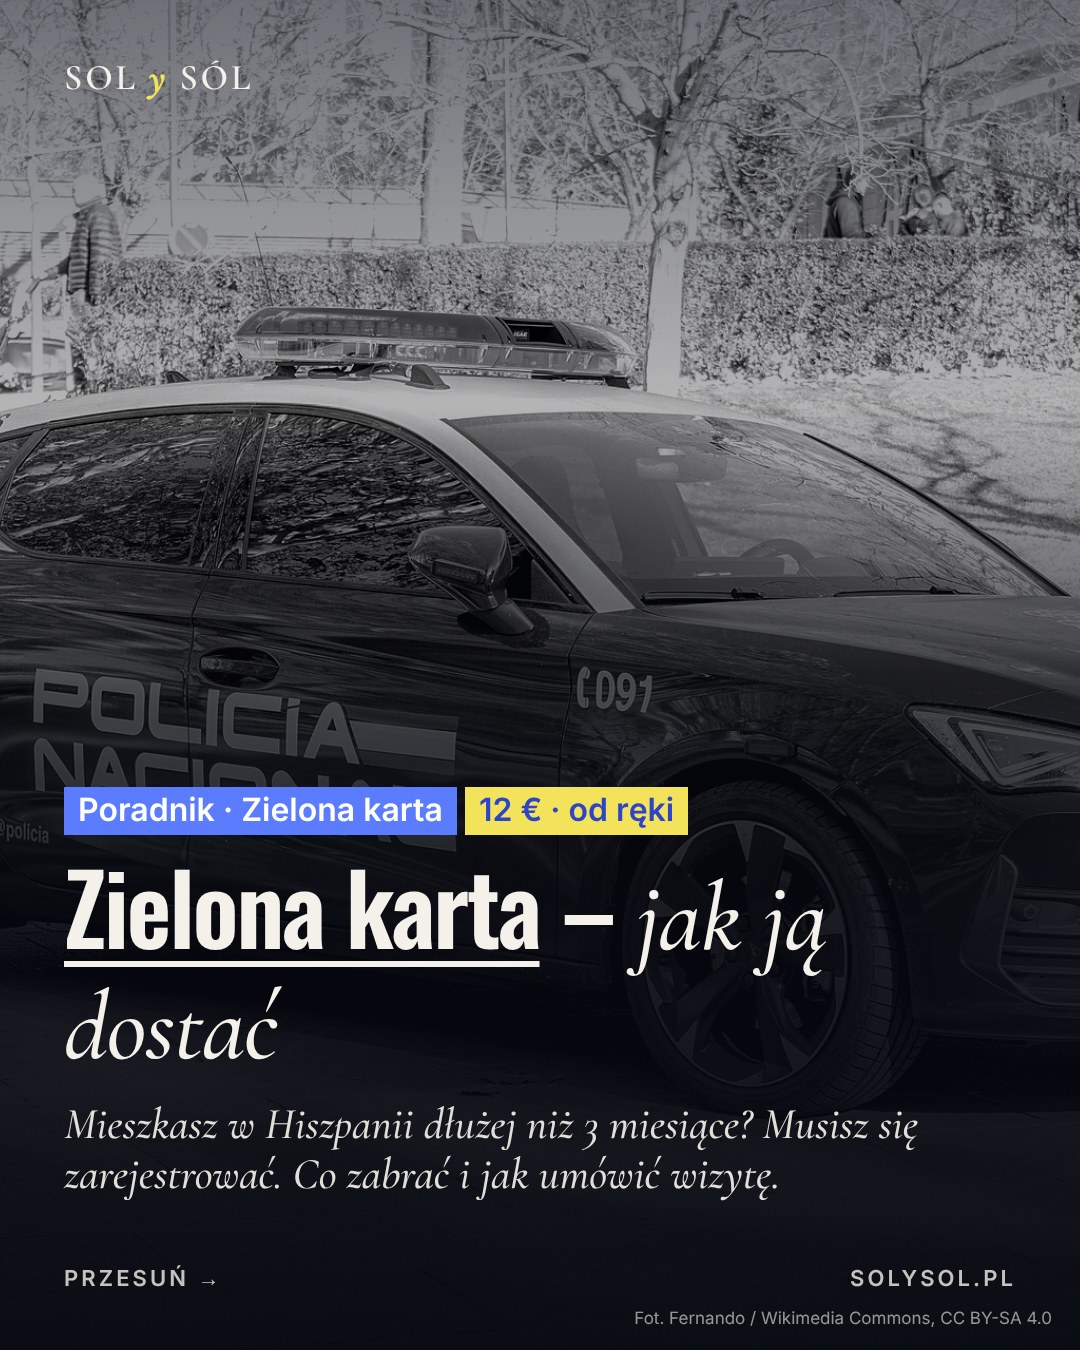 SOL y SÓL
POLICÍA
NACIONAL
091
@policia
Poradnik · Zielona karta
12 € · od ręki
Zielona karta – jak ją
dostać
Mieszkasz w Hiszpanii dłużej niż 3 miesiące? Musisz się
zarejestrować. Co zabrać i jak umówić wizytę.
PRZESUŃ →
SOLYSOL.PL
Fot. Fernando / Wikimedia Commons, CC BY-SA 4.0